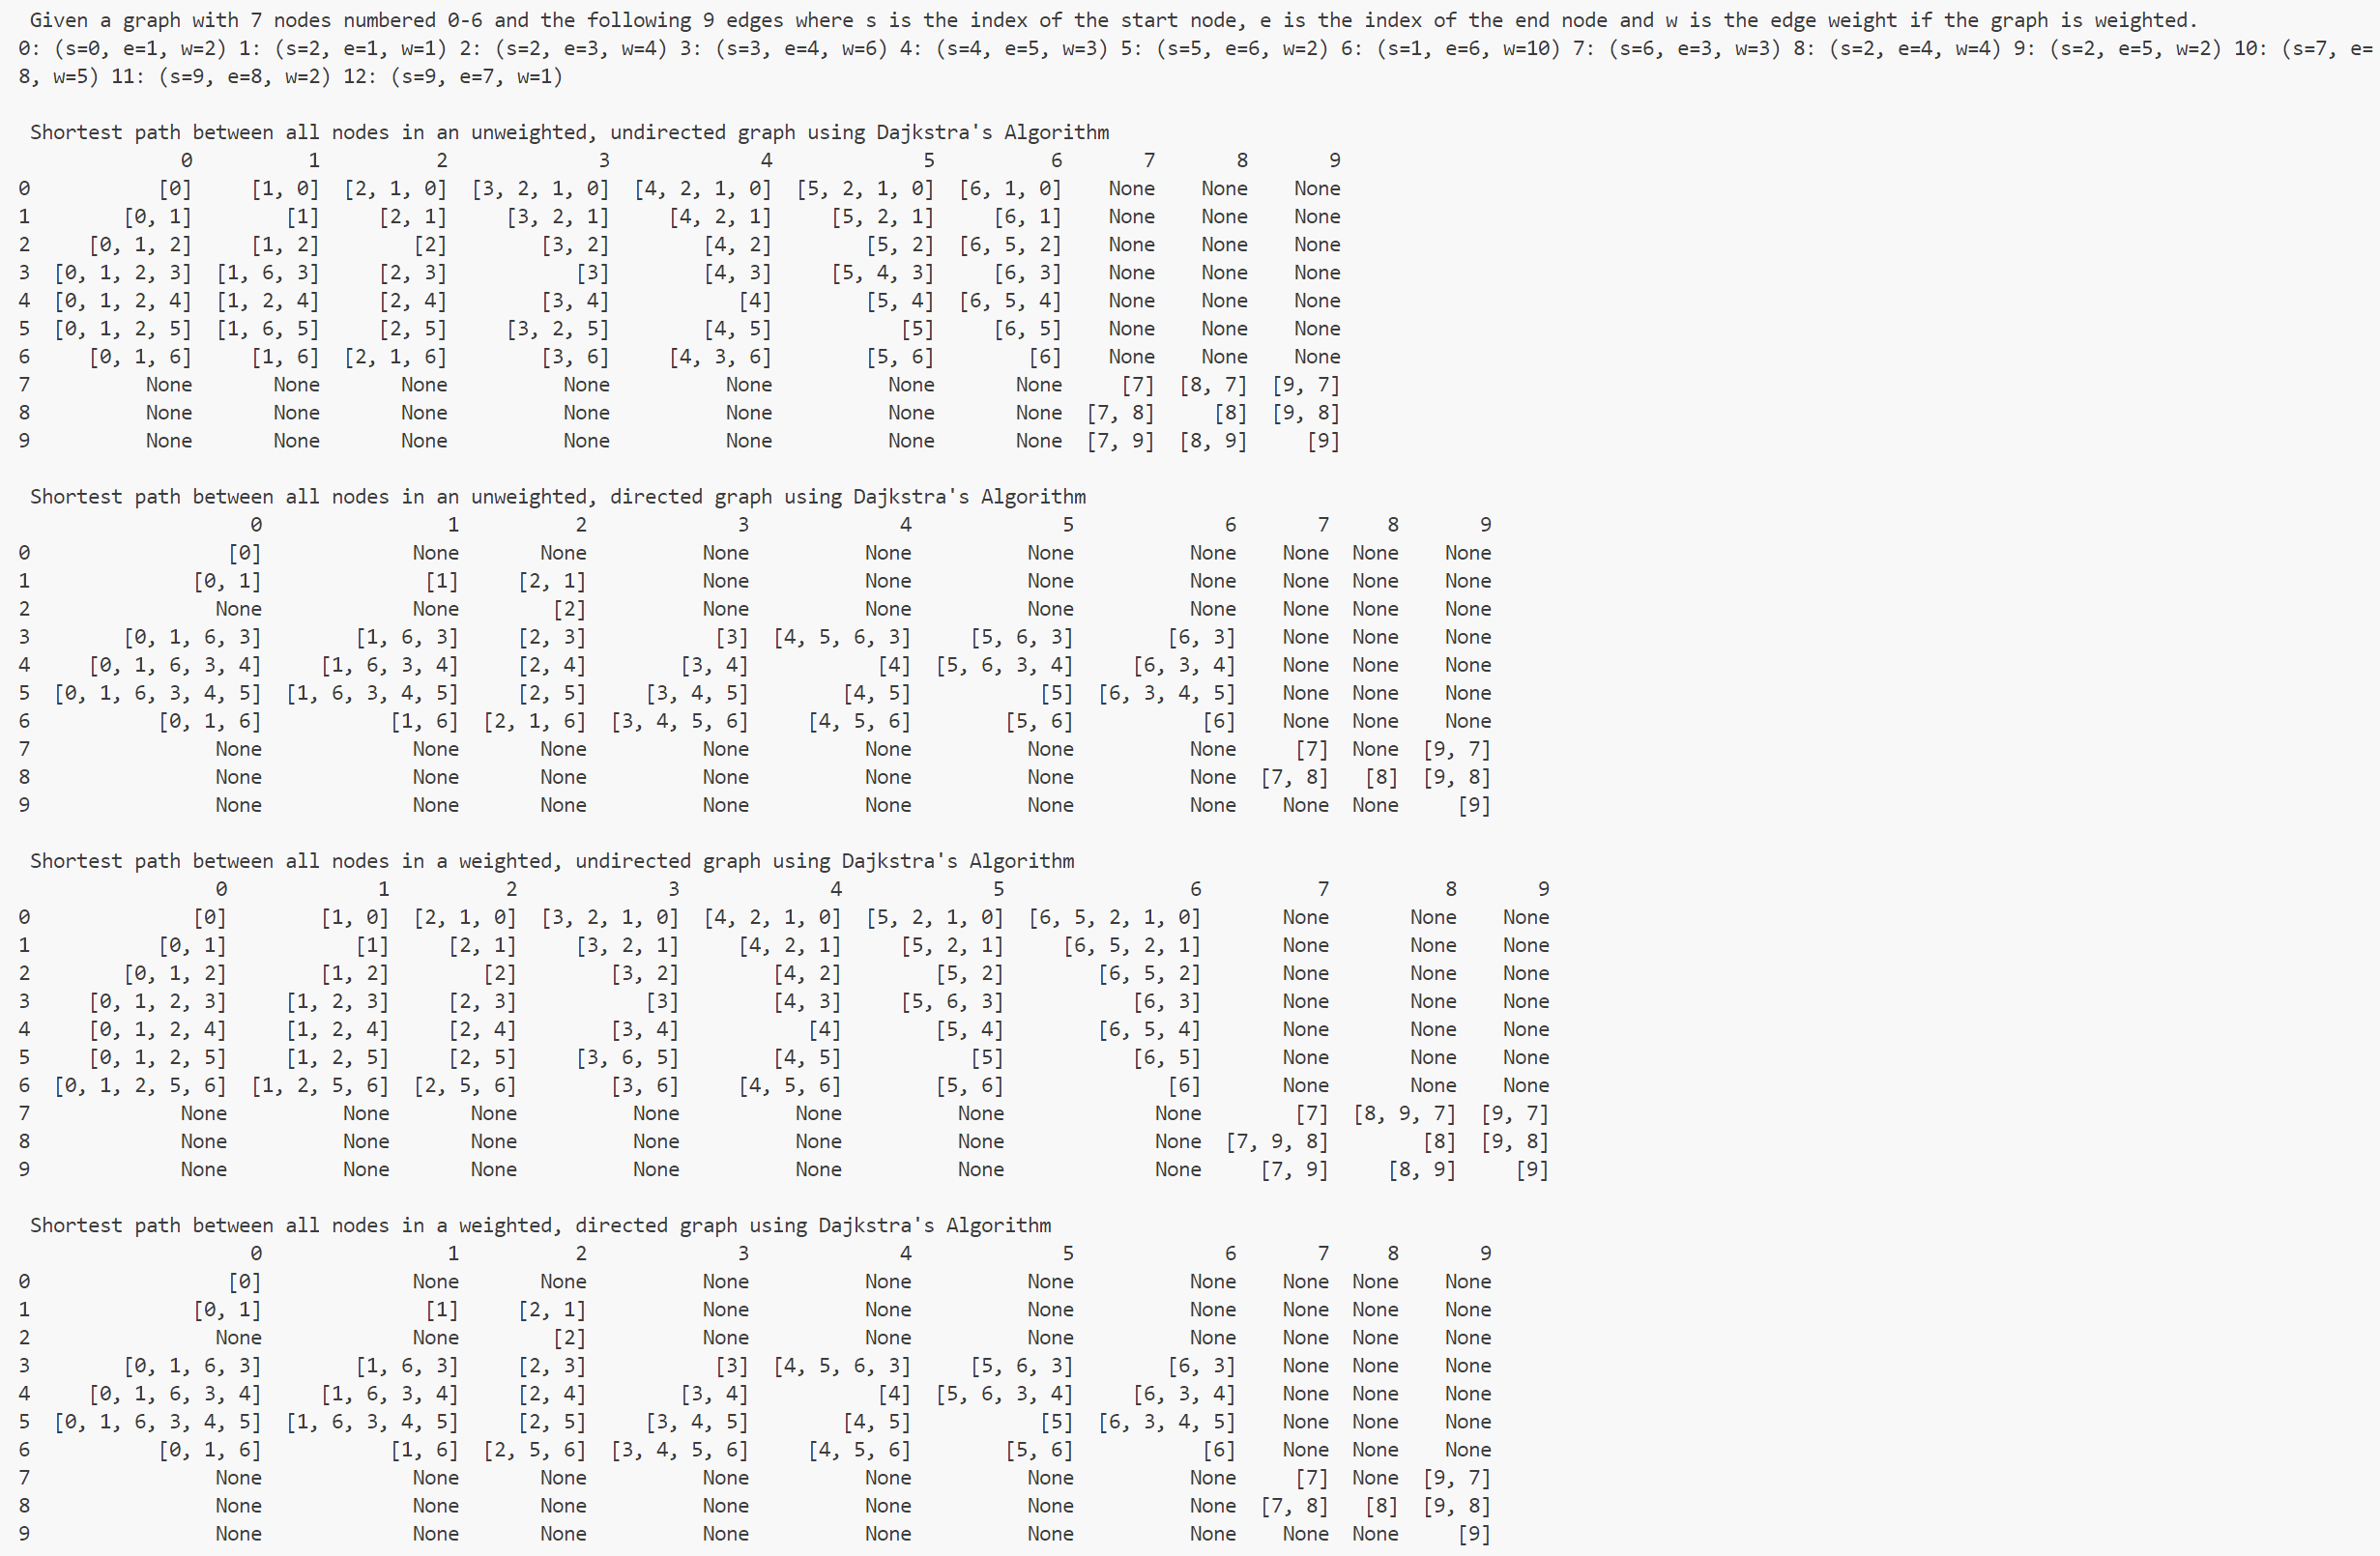 Given a graph with 7 nodes numbered 0-6 and the following 9 edges where s is the index of the start node, e is the index of the end node and w is the edge weight if the graph is weighted.
0: (s=0, e=1, w=2) 1: (s=2, e=1, w=1) 2: (s=2, e=3, w=4) 3: (s=3, e=4, w=6) 4: (s=4, e=5, w=3) 5: (s=5, e=6, w=2) 6: (s=1, e=6, w=10) 7: (s=6, e=3, w=3) 8: (s=2, e=4, w=4) 9: (s=2, e=5, w=2) 10: (s=7, e=
8, w=5) 11: (s=9, e=8, w=2) 12: (s=9, e=7, w=1)
Shortest path between all nodes in an unweighted, undirected graph using Dajkstra's Algorithm
0 1 2 3 4 5 6 7 8 9
0 [0] [1, 0] [2, 1, 0] [3, 2, 1, 0] [4, 2, 1, 0] [5, 2, 1, 0] [6, 1, 0] None None None
1 [0, 1] [1] [2, 1] [3, 2, 1] [4, 2, 1] [5, 2, 1] [6, 1] None None None
2 [0, 1, 2] [1, 2] [2] [3, 2] [4, 2] [5, 2] [6, 5, 2] None None None
3 [0, 1, 2, 3] [1, 6, 3] [2, 3] [3] [4, 3] [5, 4, 3] [6, 3] None None None
4 [0, 1, 2, 4] [1, 2, 4] [2, 4] [3, 4] [4] [5, 4] [6, 5, 4] None None None
5 [0, 1, 2, 5] [1, 6, 5] [2, 5] [3, 2, 5] [4, 5] [5] [6, 5] None None None
6 [0, 1, 6] [1, 6] [2, 1, 6] [3, 6] [4, 3, 6] [5, 6] [6] None None None
7 None None None None None None None [7] [8, 7] [9, 7]
8 None None None None None None None [7, 8] [8] [9, 8]
9 None None None None None None None [7, 9] [8, 9] [9]
Shortest path between all nodes in an unweighted, directed graph using Dajkstra's Algorithm
0 1 2 3 4 5 6 7 8 9
0 [0] None None None None None None None None None
1 [0, 1] [1] [2, 1] None None None None None None None
2 None None [2] None None None None None None None
3 [0, 1, 6, 3] [1, 6, 3] [2, 3] [3] [4, 5, 6, 3] [5, 6, 3] [6, 3] None None None
4 [0, 1, 6, 3, 4] [1, 6, 3, 4] [2, 4] [3, 4] [4] [5, 6, 3, 4] [6, 3, 4] None None None
5 [0, 1, 6, 3, 4, 5] [1, 6, 3, 4, 5] [2, 5] [3, 4, 5] [4, 5] [5] [6, 3, 4, 5] None None None
6 [0, 1, 6] [1, 6] [2, 1, 6] [3, 4, 5, 6] [4, 5, 6] [5, 6] [6] None None None
7 None None None None None None None [7] None [9, 7]
8 None None None None None None None [7, 8] [8] [9, 8]
9 None None None None None None None None None [9]
Shortest path between all nodes in a weighted, undirected graph using Dajkstra's Algorithm
0 1 2 3 4 5 6 7 8 9
0 [0] [1, 0] [2, 1, 0] [3, 2, 1, 0] [4, 2, 1, 0] [5, 2, 1, 0] [6, 5, 2, 1, 0] None None None
1 [0, 1] [1] [2, 1] [3, 2, 1] [4, 2, 1] [5, 2, 1] [6, 5, 2, 1] None None None
2 [0, 1, 2] [1, 2] [2] [3, 2] [4, 2] [5, 2] [6, 5, 2] None None None
3 [0, 1, 2, 3] [1, 2, 3] [2, 3] [3] [4, 3] [5, 6, 3] [6, 3] None None None
4 [0, 1, 2, 4] [1, 2, 4] [2, 4] [3, 4] [4] [5, 4] [6, 5, 4] None None None
5 [0, 1, 2, 5] [1, 2, 5] [2, 5] [3, 6, 5] [4, 5] [5] [6, 5] None None None
6 [0, 1, 2, 5, 6] [1, 2, 5, 6] [2, 5, 6] [3, 6] [4, 5, 6] [5, 6] [6] None None None
7 None None None None None None None [7] [8, 9, 7] [9, 7]
8 None None None None None None None [7, 9, 8] [8] [9, 8]
9 None None None None None None None [7, 9] [8, 9] [9]
Shortest path between all nodes in a weighted, directed graph using Dajkstra's Algorithm
0 1 2 3 4 5 6 7 8 9
0 [0] None None None None None None None None None
1 [0, 1] [1] [2, 1] None None None None None None None
2 None None [2] None None None None None None None
3 [0, 1, 6, 3] [1, 6, 3] [2, 3] [3] [4, 5, 6, 3] [5, 6, 3] [6, 3] None None None
4 [0, 1, 6, 3, 4] [1, 6, 3, 4] [2, 4] [3, 4] [4] [5, 6, 3, 4] [6, 3, 4] None None None
5 [0, 1, 6, 3, 4, 5] [1, 6, 3, 4, 5] [2, 5] [3, 4, 5] [4, 5] [5] [6, 3, 4, 5] None None None
6 [0, 1, 6] [1, 6] [2, 5, 6] [3, 4, 5, 6] [4, 5, 6] [5, 6] [6] None None None
7 None None None None None None None [7] None [9, 7]
8 None None None None None None None [7, 8] [8] [9, 8]
9 None None None None None None None None None [9]